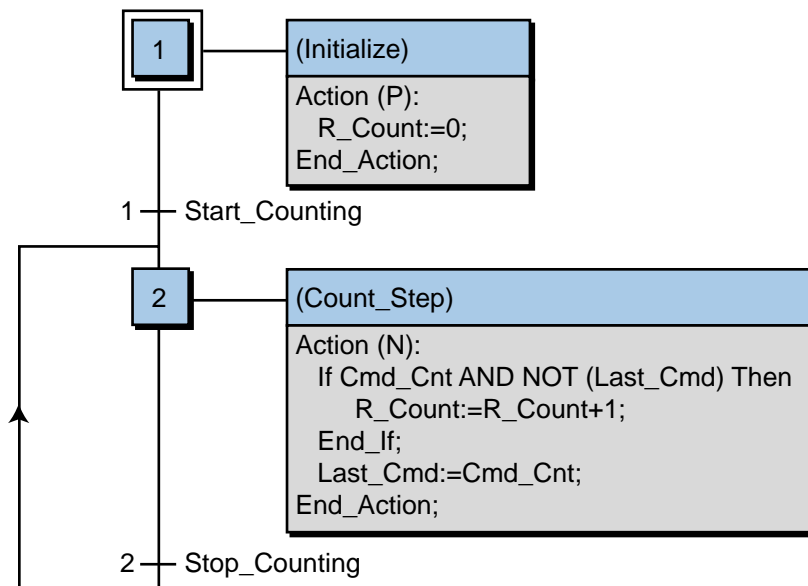 1
(Initialize)
Action (P):
R_Count:=0;
End_Action;
1 Start_Counting
2
(Count_Step)
Action (N):
If Cmd_Cnt AND NOT (Last_Cmd) Then
R_Count:=R_Count+1;
End_If;
Last_Cmd:=Cmd_Cnt;
End_Action;
2 Stop_Counting